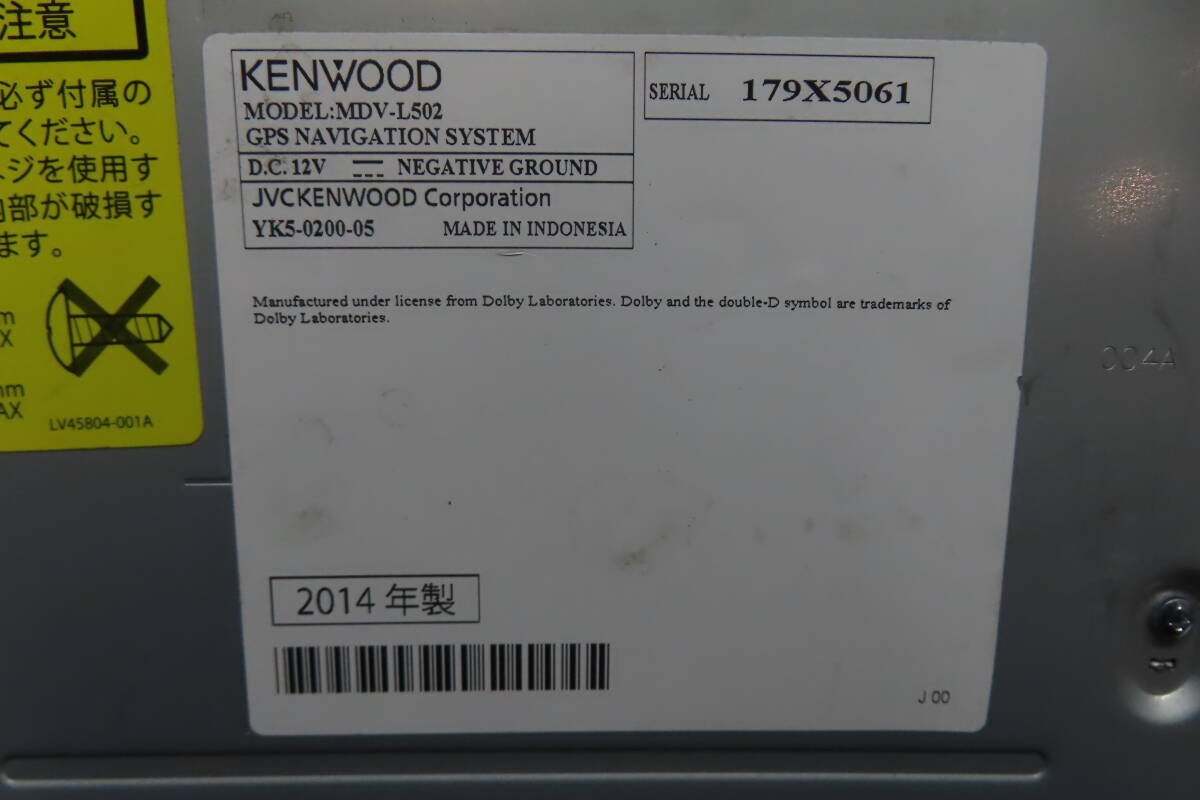 注意
必ず付属の
てください。
ジを使用す
部が破損す
ます。
LV45804-001A
KENWOOD
MODEL:MDV-L502
GPS NAVIGATION SYSTEM
D.C. 12V NEGATIVE GROUND
JVCKENWOOD Corporation
YK5-0200-05 MADE IN INDONESIA
SERIAL 179X5061
Manufactured under license from Dolby Laboratories. Dolby and the double-D symbol are trademarks of
Dolby Laboratories.
2014 年製
J 00
004A